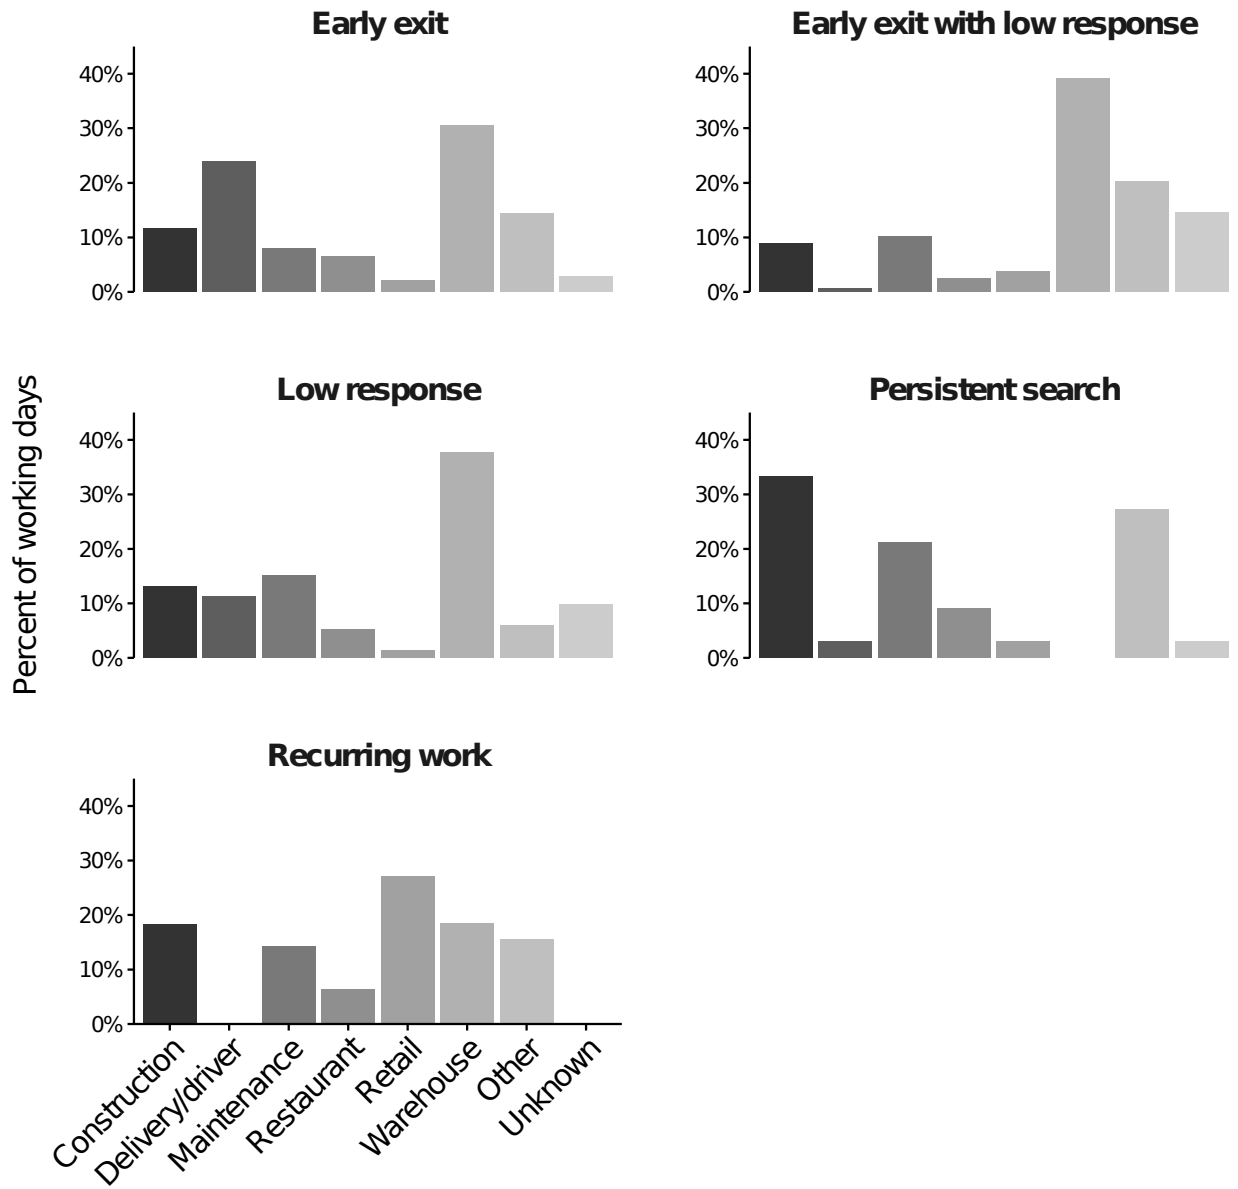 Early exit
40%
30%
20%
10%
0%
Early exit with low response
40%
30%
20%
10%
0%
Percent of working days
Low response
40%
30%
20%
10%
0%
Persistent search
40%
30%
20%
10%
0%
Recurring work
40%
30%
20%
10%
0%
Construction
Delivery/driver
Maintenance
Restaurant
Retail
Warehouse
Other
Unknown